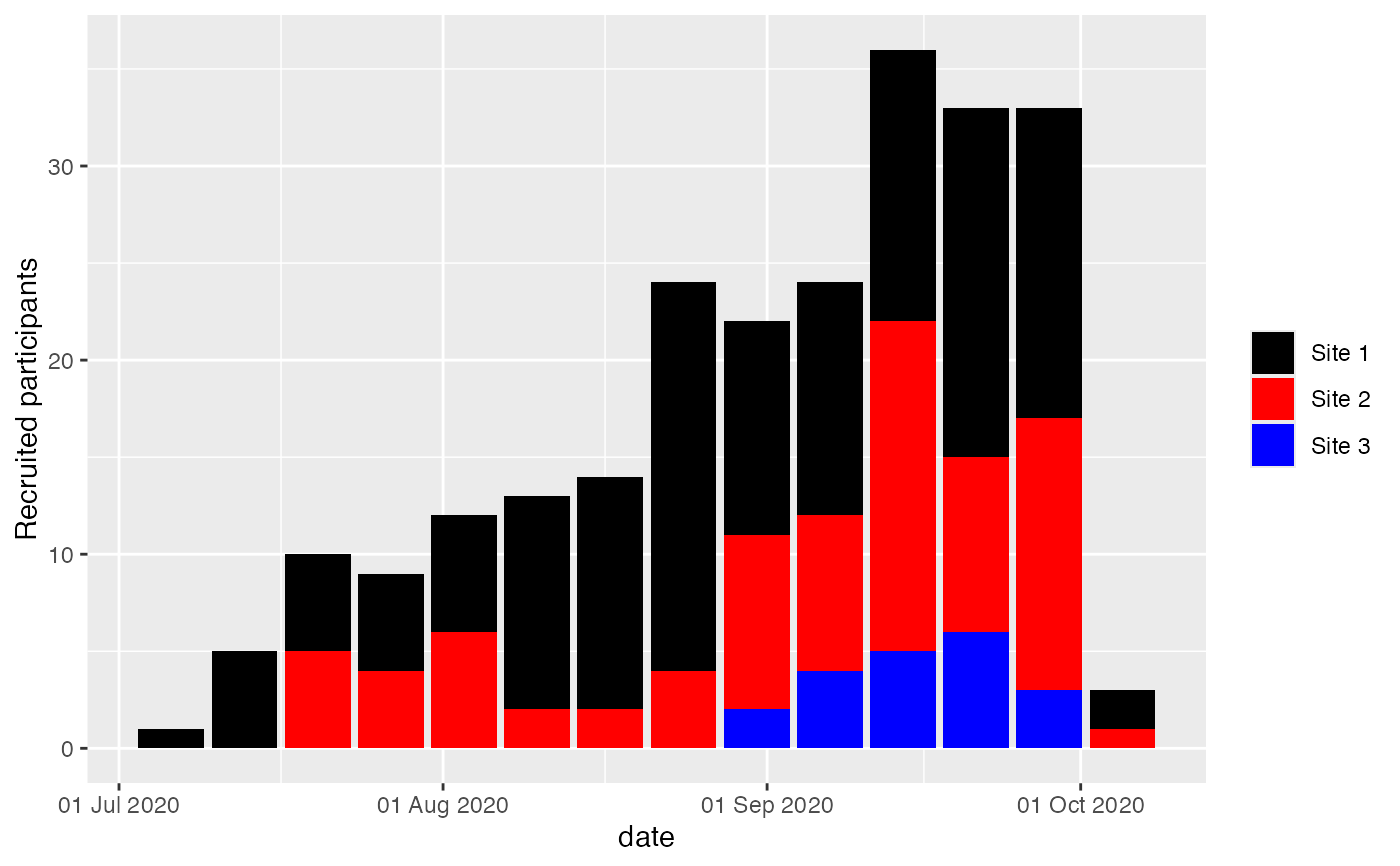 Recruited participants
30
20
10
0
01 Jul 2020
01 Aug 2020
01 Sep 2020
01 Oct 2020
date
Site 1
Site 2
Site 3